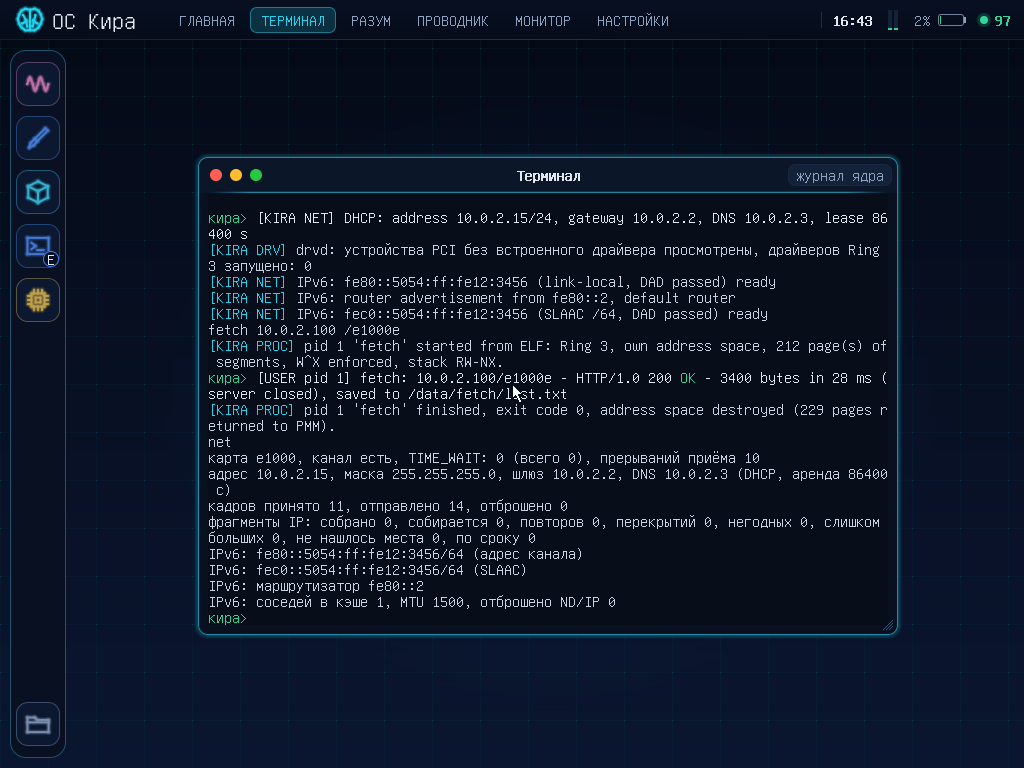 ОС Кира
ГЛАВНАЯ ТЕРМИНАЛ РАЗУМ ПРОВОДНИК МОНИТОР НАСТРОЙКИ
16:43 2% 97
Терминал
журнал ядра
кира> [KIRA NET] DHCP: address 10.0.2.15/24, gateway 10.0.2.2, DNS 10.0.2.3, lease 86
400 s
[KIRA DRV] drvd: устройства PCI без встроенного драйвера просмотрены, драйверов Ring
3 запущено: 0
[KIRA NET] IPv6: fe80::5054:ff:fe12:3456 (link-local, DAD passed) ready
[KIRA NET] IPv6: router advertisement from fe80::2, default router
[KIRA NET] IPv6: fec0::5054:ff:fe12:3456 (SLAAC /64, DAD passed) ready
fetch 10.0.2.100 /e1000e
[KIRA PROC] pid 1 'fetch' started from ELF: Ring 3, own address space, 212 page(s) of
segments, W^X enforced, stack RW-NX.
кира> [USER pid 1] fetch: 10.0.2.100/e1000e - HTTP/1.0 200 OK - 3400 bytes in 28 ms (
server closed), saved to /data/fetch/last.txt
[KIRA PROC] pid 1 'fetch' finished, exit code 0, address space destroyed (229 pages r
eturned to PMM).
net
карта e1000, канал есть, TIME_WAIT: 0 (всего 0), прерываний приёма 10
адрес 10.0.2.15, маска 255.255.255.0, шлюз 10.0.2.2, DNS 10.0.2.3 (DHCP, аренда 86400
с)
кадров принято 11, отправлено 14, отброшено 0
фрагменты IP: собрано 0, собирается 0, повторов 0, перекрытий 0, негодных 0, слишком
больших 0, не нашлось места 0, по сроку 0
IPv6: fe80::5054:ff:fe12:3456/64 (адрес канала)
IPv6: fec0::5054:ff:fe12:3456/64 (SLAAC)
IPv6: маршрутизатор fe80::2
IPv6: соседей в кэше 1, MTU 1500, отброшено ND/IP 0
кира>
E